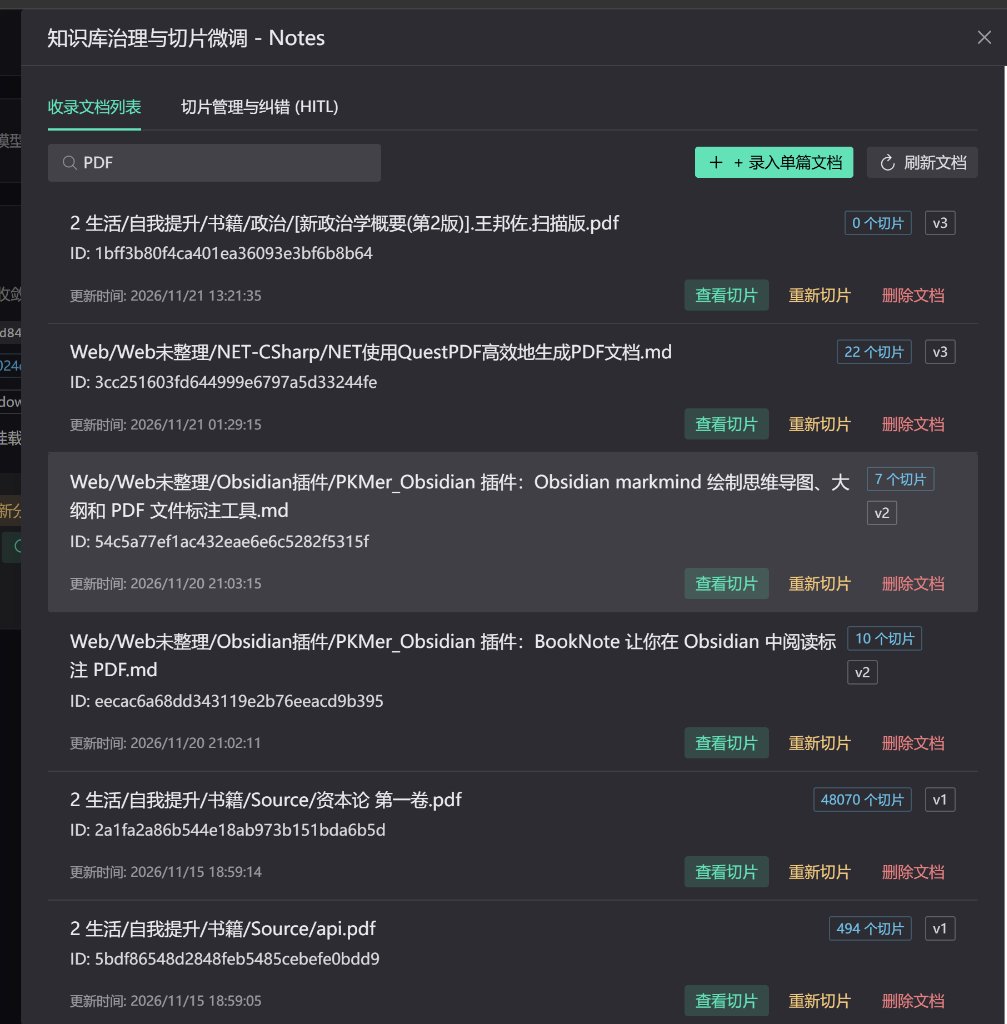 知识库治理与切片微调 - Notes
收录文档列表
切片管理与纠错 (HITL)
模型
PDF
+ + 录入单篇文档
刷新文档
2 生活/自我提升/书籍/政治/[新政治学概要(第2版)].王邦佐.扫描版.pdf
0 个切片
v3
ID: 1bff3b80f4ca401ea36093e3bf6b8b64
更新时间: 2026/11/21 13:21:35
查看切片
重新切片
删除文档
收敛
d84
Web/Web未整理/NET-CSharp/NET使用QuestPDF高效地生成PDF文档.md
22 个切片
v3
024
ID: 3cc251603fd644999e6797a5d33244fe
dow
更新时间: 2026/11/21 01:29:15
查看切片
重新切片
删除文档
挂载
Web/Web未整理/Obsidian插件/PKMer_Obsidian 插件：Obsidian markmind 绘制思维导图、大
纲和 PDF 文件标注工具.md
7 个切片
v2
ID: 54c5a77ef1ac432eae6e6c5282f5315f
更新时间: 2026/11/20 21:03:15
查看切片
重新切片
删除文档
Web/Web未整理/Obsidian插件/PKMer_Obsidian 插件：BookNote 让你在 Obsidian 中阅读标
注 PDF.md
10 个切片
v2
ID: eecac6a68dd343119e2b76eeacd9b395
更新时间: 2026/11/20 21:02:11
查看切片
重新切片
删除文档
2 生活/自我提升/书籍/Source/资本论 第一卷.pdf
48070 个切片
v1
ID: 2a1fa2a86b544e18ab973b151bda6b5d
更新时间: 2026/11/15 18:59:14
查看切片
重新切片
删除文档
2 生活/自我提升/书籍/Source/api.pdf
494 个切片
v1
ID: 5bdf86548d2848feb5485cebefe0bdd9
更新时间: 2026/11/15 18:59:05
查看切片
重新切片
删除文档